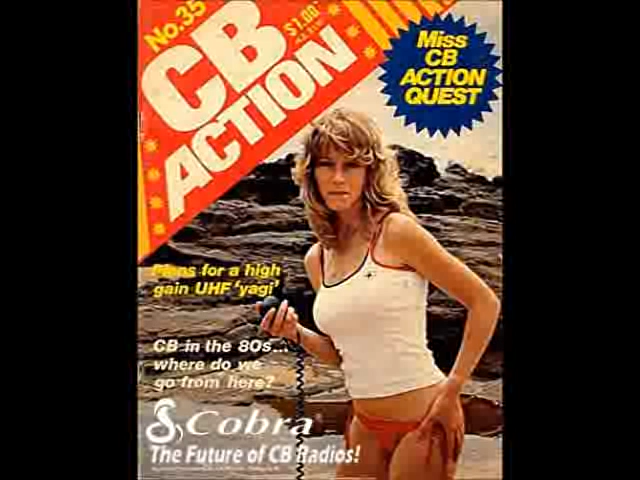 No.35
$1.00*
CB
ACTION
Miss
CB
ACTION
QUEST
Plans for a high
gain UHF 'yagi'
CB in the 80s...
where do we
go from here?
Cobra®
The Future of CB Radios!